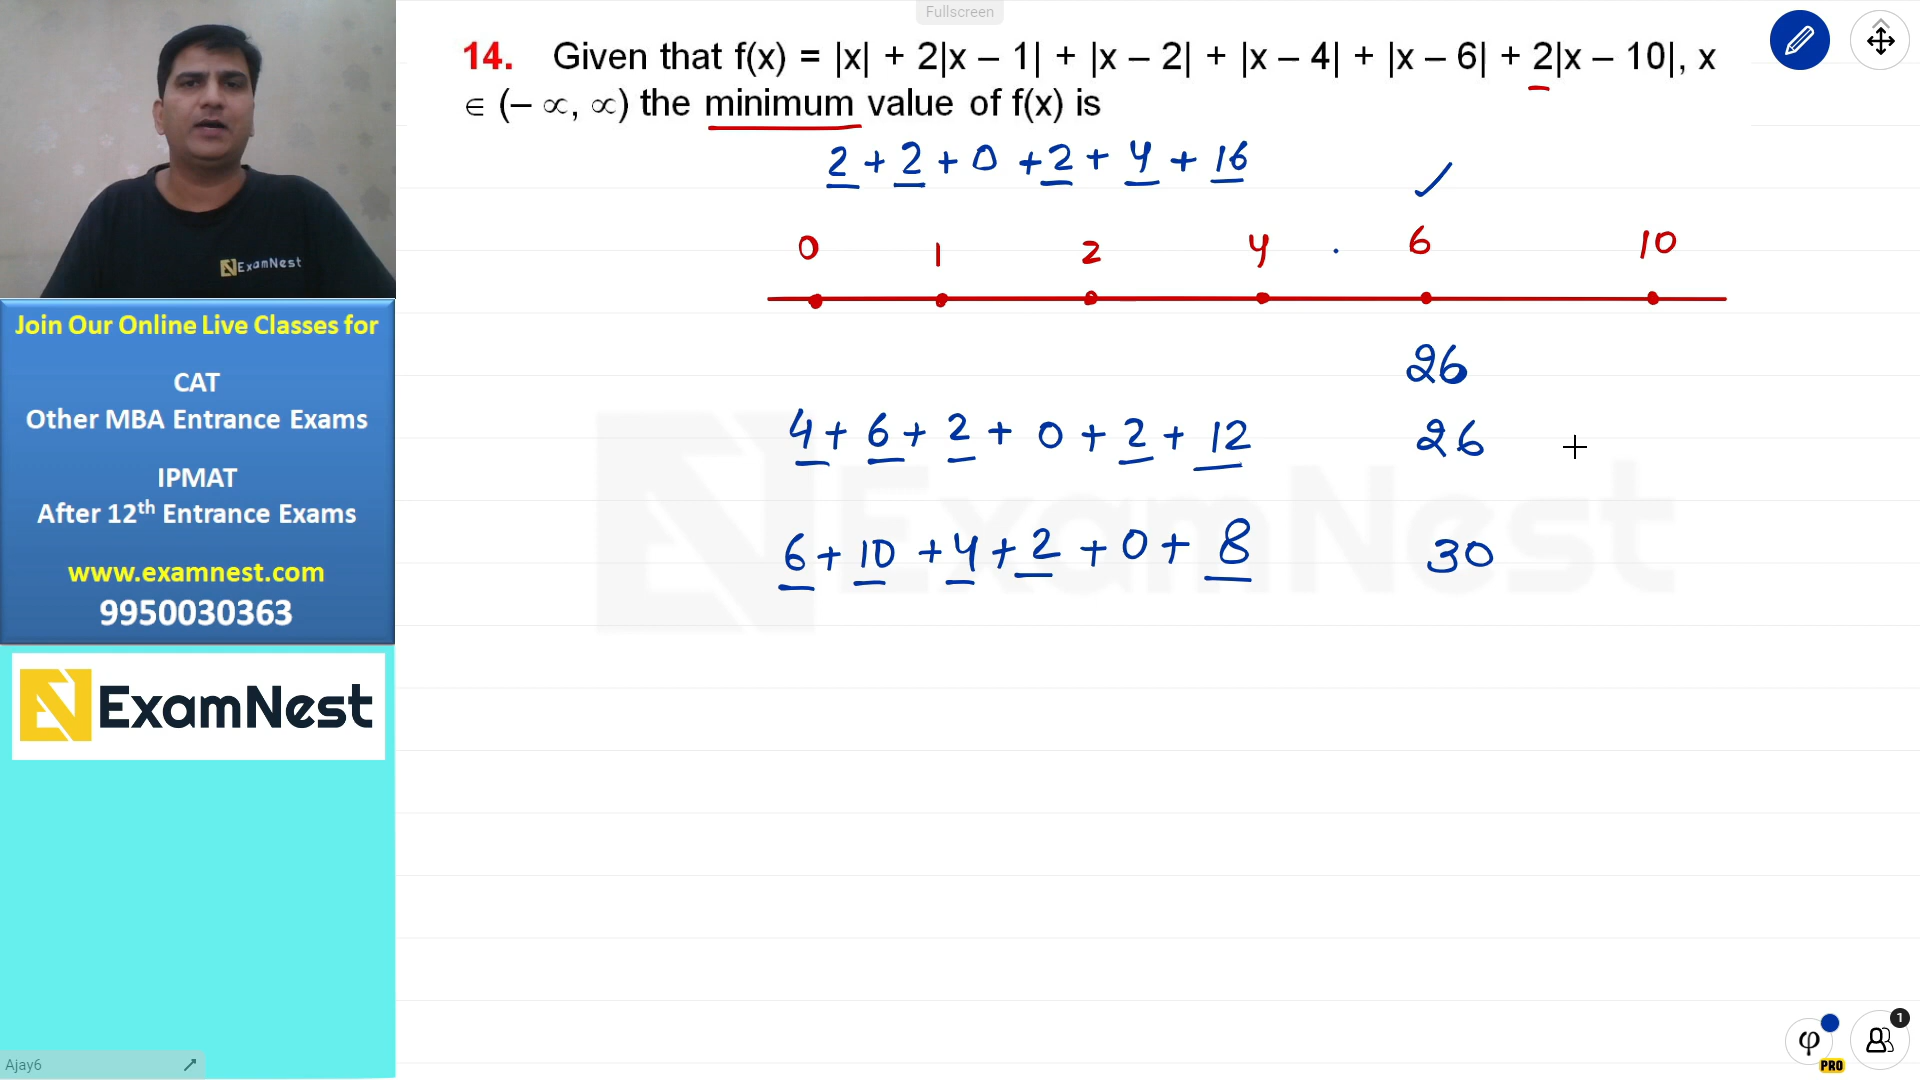 Fullscreen
14. Given that f(x) = |x| + 2|x – 1| + |x – 2| + |x – 4| + |x – 6| + 2|x – 10|, x
∈ (– ∝, ∝) the minimum value of f(x) is
2 + 2 + 0 + 2 + 4 + 16
0 1 2 4 6 10
26
4 + 6 + 2 + 0 + 2 + 12 26
6 + 10 + 4 + 2 + 0 + 8 30
ExamNest
ExamNest
Join Our Online Live Classes for
CAT
Other MBA Entrance Exams
IPMAT
After 12th Entrance Exams
www.examnest.com
9950030363
ExamNest
Ajay6
φ
PRO
1